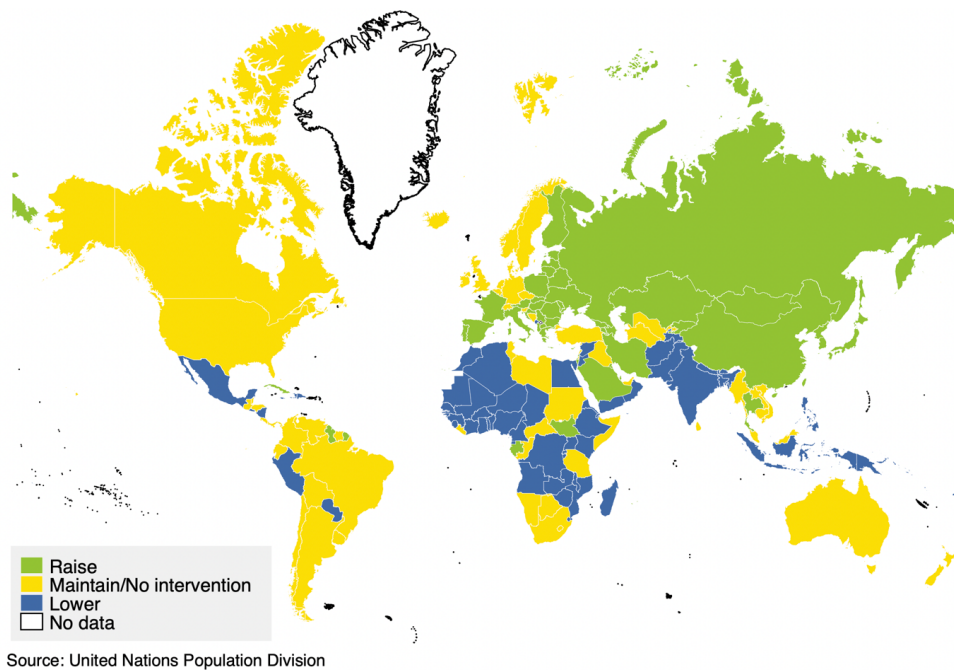 Raise
Maintain/No intervention
Lower
No data
Source: United Nations Population Division